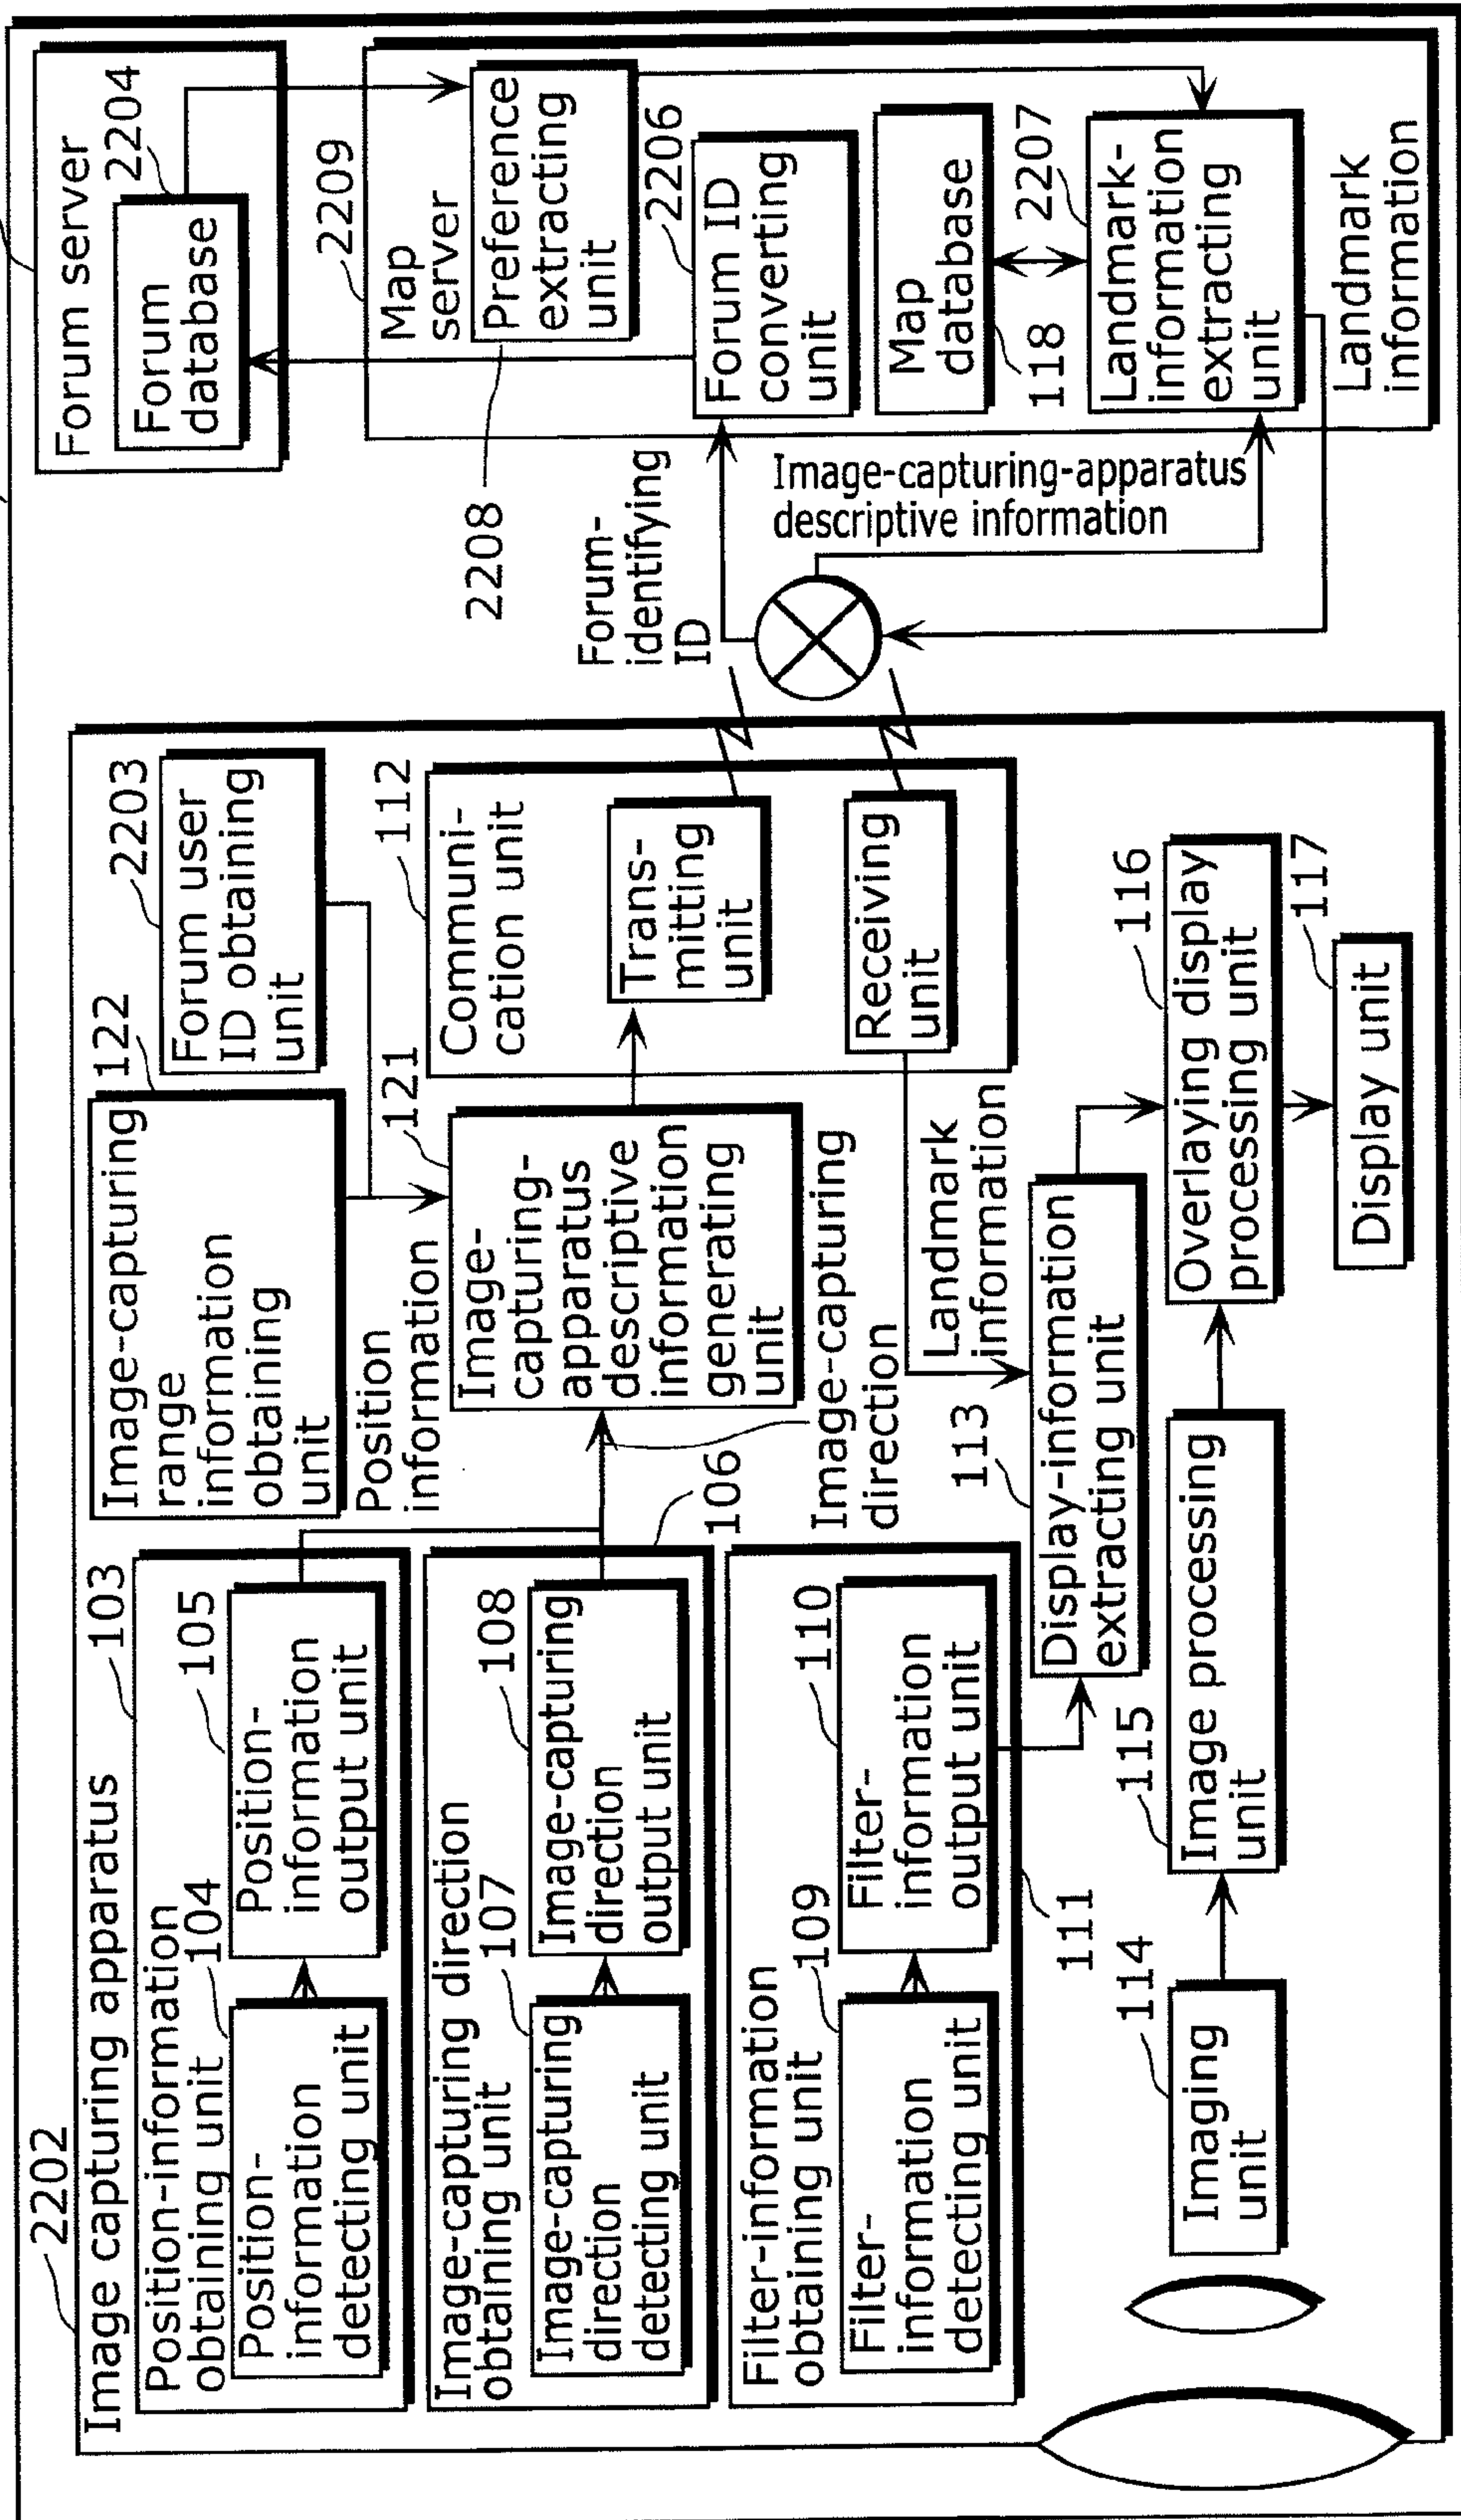 2202
Image capturing apparatus
103
Position-information
obtaining unit
104
Position-
information
detecting unit
105
Position-
information
output unit
Image-capturing direction
obtaining unit
107
Image-capturing
direction
detecting unit
108
Image-capturing
direction
output unit
106
Filter-information
obtaining unit
109
Filter-
information
detecting unit
110
Filter-
information
output unit
111
114
Imaging
unit
115
Image processing
unit
Image-capturing
range
information
obtaining
unit
122
Forum user
ID obtaining
unit
2203
Position
information
121
Image-
capturing-
apparatus
descriptive
information
generating
unit
Image-capturing
direction
112
Communi-
cation unit
Trans-
mitting
unit
Receiving
unit
Landmark
information
113
Display-information
extracting unit
116
Overlaying display
processing unit
117
Display unit
Forum server
2204
Forum
database
2209
Map
server
Preference
extracting
unit
2208
2206
Forum ID
converting
unit
Map
database
118
2207
Landmark-
information
extracting
unit
Landmark
information
Forum-
identifying
ID
Image-capturing-apparatus
descriptive information